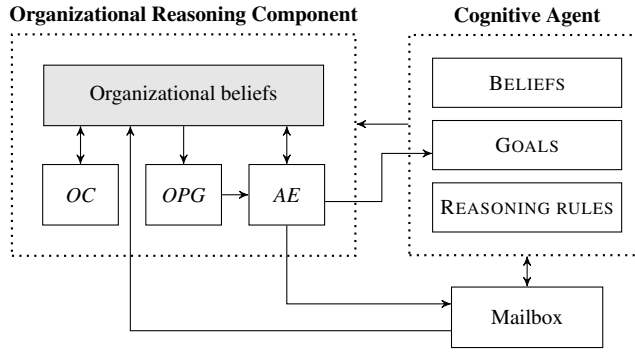 Organizational Reasoning Component
Cognitive Agent
Organizational beliefs
BELIEFS
GOALS
OC
OPG
AE
REASONING RULES
Mailbox